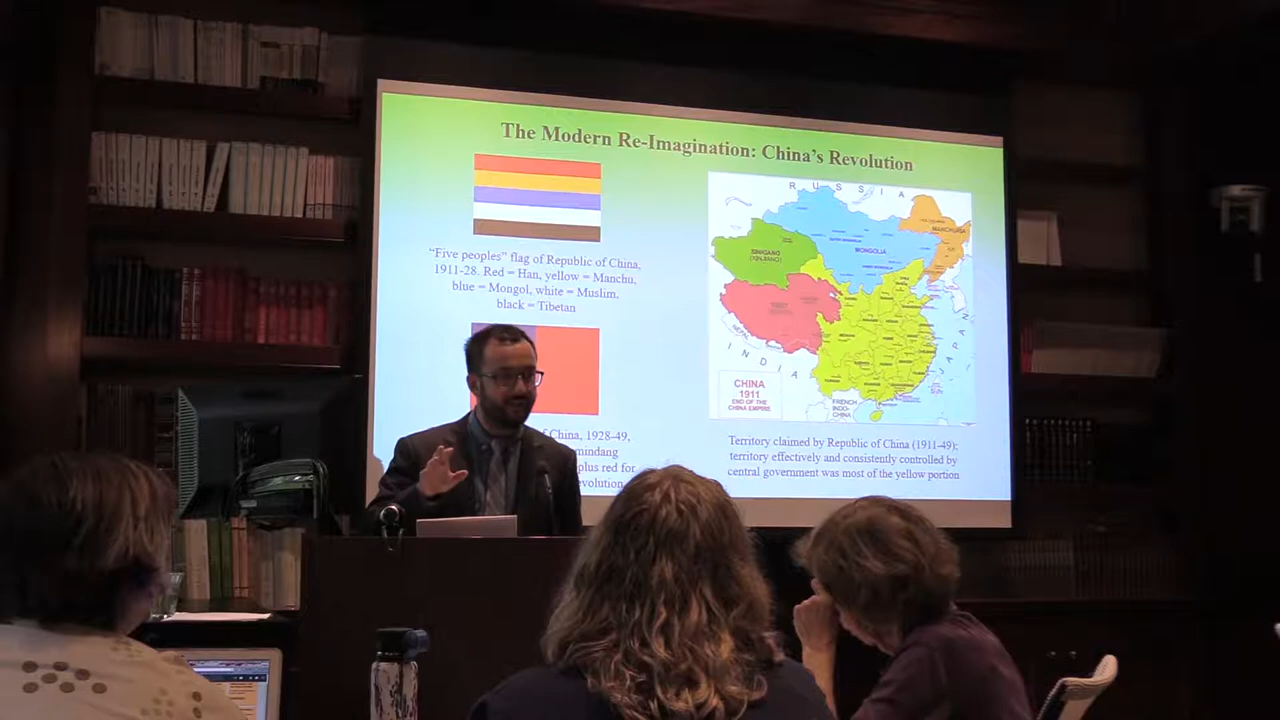 The Modern Re-Imagination: China's Revolution
"Five peoples" flag of Republic of China,
1911-28. Red = Han, yellow = Manchu,
blue = Mongol, white = Muslim,
black = Tibetan
China, 1928-49,
mindang
plus red for
evolution
RUSSIA
MANCHURIA
MONGOLIA
SINKIANG
(XINJIANG)
TIBET
NEPAL
INDIA
JAPAN
CHINA
1911
END OF THE
CHINA EMPIRE
FRENCH
INDO-
CHINA
Territory claimed by Republic of China (1911-49);
territory effectively and consistently controlled by
central government was most of the yellow portion